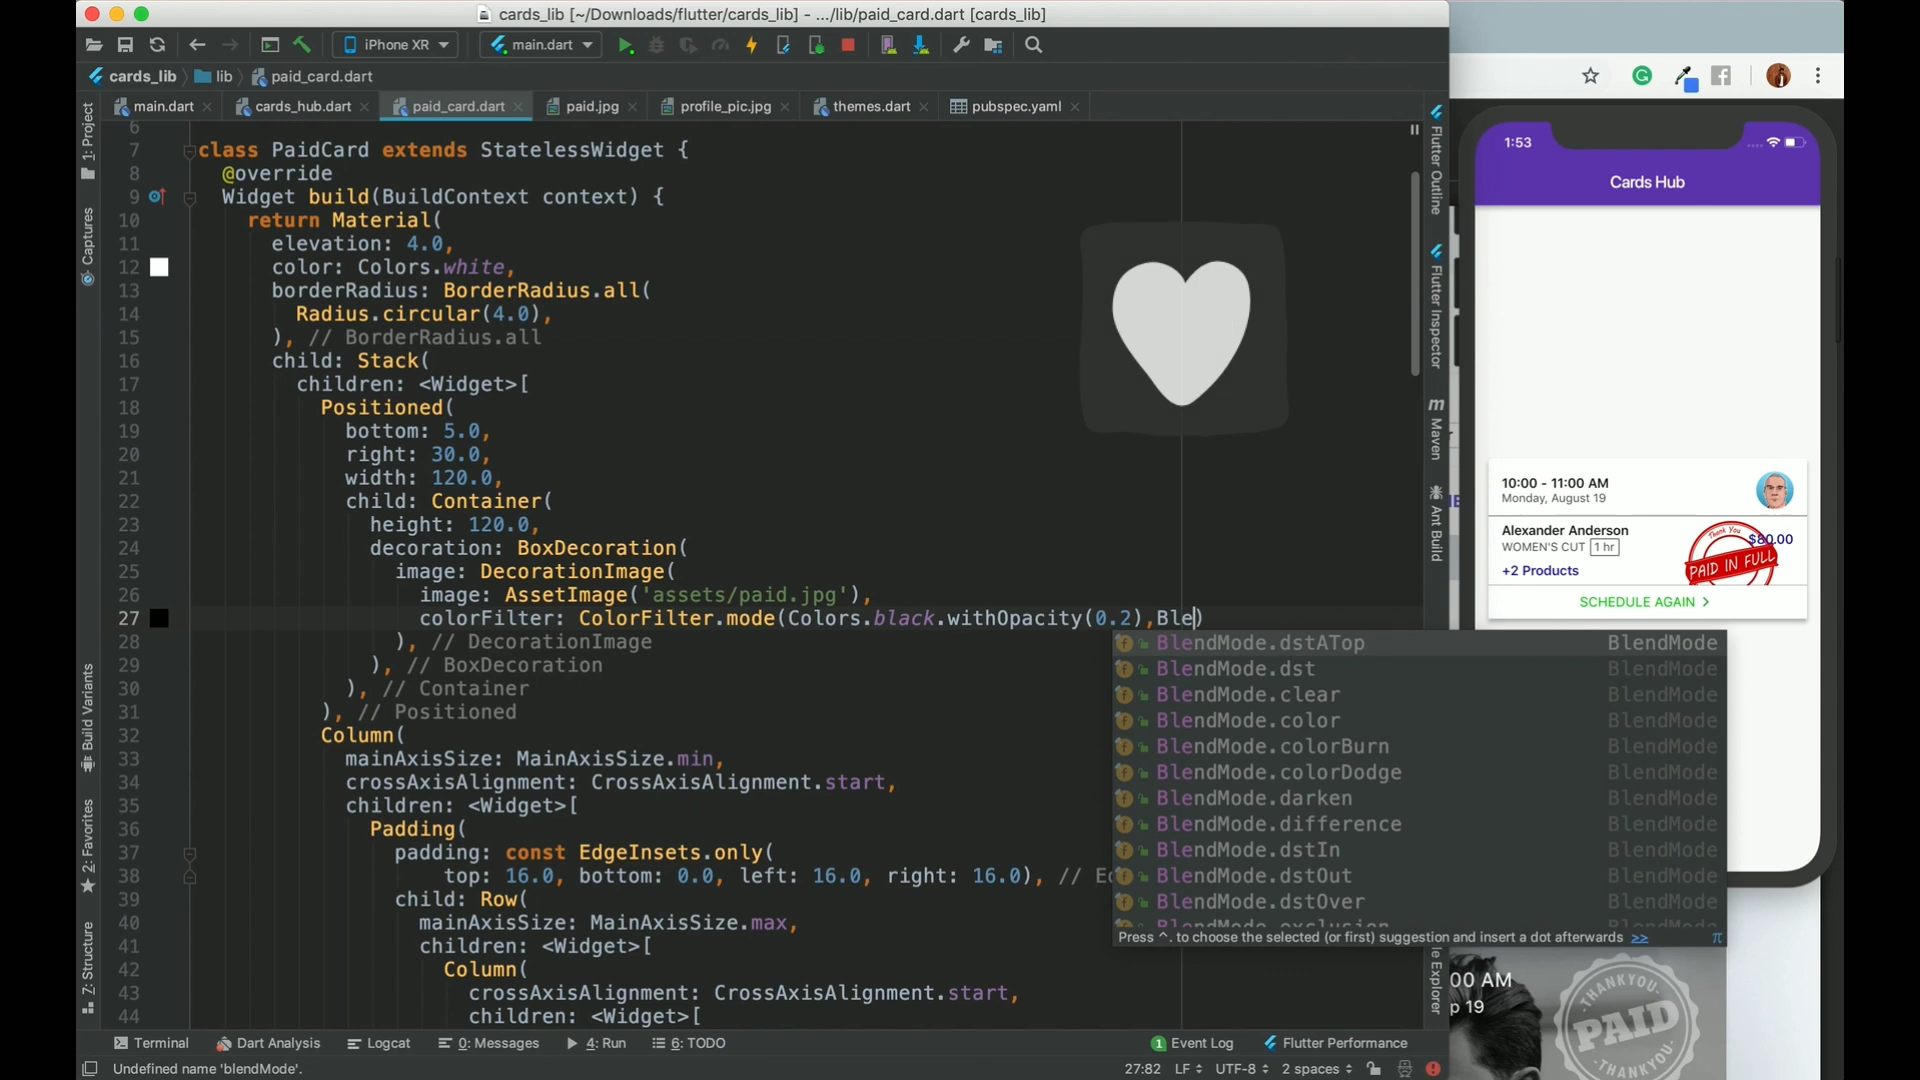 cards_lib [~/Downloads/flutter/cards_lib] - .../lib/paid_card.dart [cards_lib]
iPhone XR
main.dart
cards_lib
lib
paid_card.dart
main.dart
cards_hub.dart
paid_card.dart
paid.jpg
profile_pic.jpg
themes.dart
pubspec.yaml
1: Project
Captures
Build Variants
2: Favorites
7: Structure
6
7 class PaidCard extends StatelessWidget {
8 @override
9 Widget build(BuildContext context) {
10 return Material(
11 elevation: 4.0,
12 color: Colors.white,
13 borderRadius: BorderRadius.all(
14 Radius.circular(4.0),
15 ), // BorderRadius.all
16 child: Stack(
17 children: <Widget>[
18 Positioned(
19 bottom: 5.0,
20 right: 30.0,
21 width: 120.0,
22 child: Container(
23 height: 120.0,
24 decoration: BoxDecoration(
25 image: DecorationImage(
26 image: AssetImage('assets/paid.jpg'),
27 colorFilter: ColorFilter.mode(Colors.black.withOpacity(0.2),Ble)
28 ), // DecorationImage
29 ), // BoxDecoration
30 ), // Container
31 ), // Positioned
32 Column(
33 mainAxisSize: MainAxisSize.min,
34 crossAxisAlignment: CrossAxisAlignment.start,
35 children: <Widget>[
36 Padding(
37 padding: const EdgeInsets.only(
38 top: 16.0, bottom: 0.0, left: 16.0, right: 16.0), // E
39 child: Row(
40 mainAxisSize: MainAxisSize.max,
41 children: <Widget>[
42 Column(
43 crossAxisAlignment: CrossAxisAlignment.start,
44 children: <Widget>[
BlendMode.dstATop BlendMode
BlendMode.dst BlendMode
BlendMode.clear BlendMode
BlendMode.color BlendMode
BlendMode.colorBurn BlendMode
BlendMode.colorDodge BlendMode
BlendMode.darken BlendMode
BlendMode.difference BlendMode
BlendMode.dstIn BlendMode
BlendMode.dstOut BlendMode
BlendMode.dstOver BlendMode
BlendMode.exclusion BlendMode
Press ^. to choose the selected (or first) suggestion and insert a dot afterwards >> π
Flutter Outline
Flutter Inspector
m Maven
Ant Build
le Explorer
1:53
Cards Hub
10:00 - 11:00 AM
Monday, August 19
Alexander Anderson
WOMEN'S CUT 1 hr
$80.00
Thank You
PAID IN FULL
+2 Products
SCHEDULE AGAIN >
00 AM
p 19
THANK YOU
PAID
THANK YOU
Terminal
Dart Analysis
Logcat
0: Messages
4: Run
6: TODO
1 Event Log
Flutter Performance
Undefined name 'blendMode'.
27:82
LF
UTF-8
2 spaces